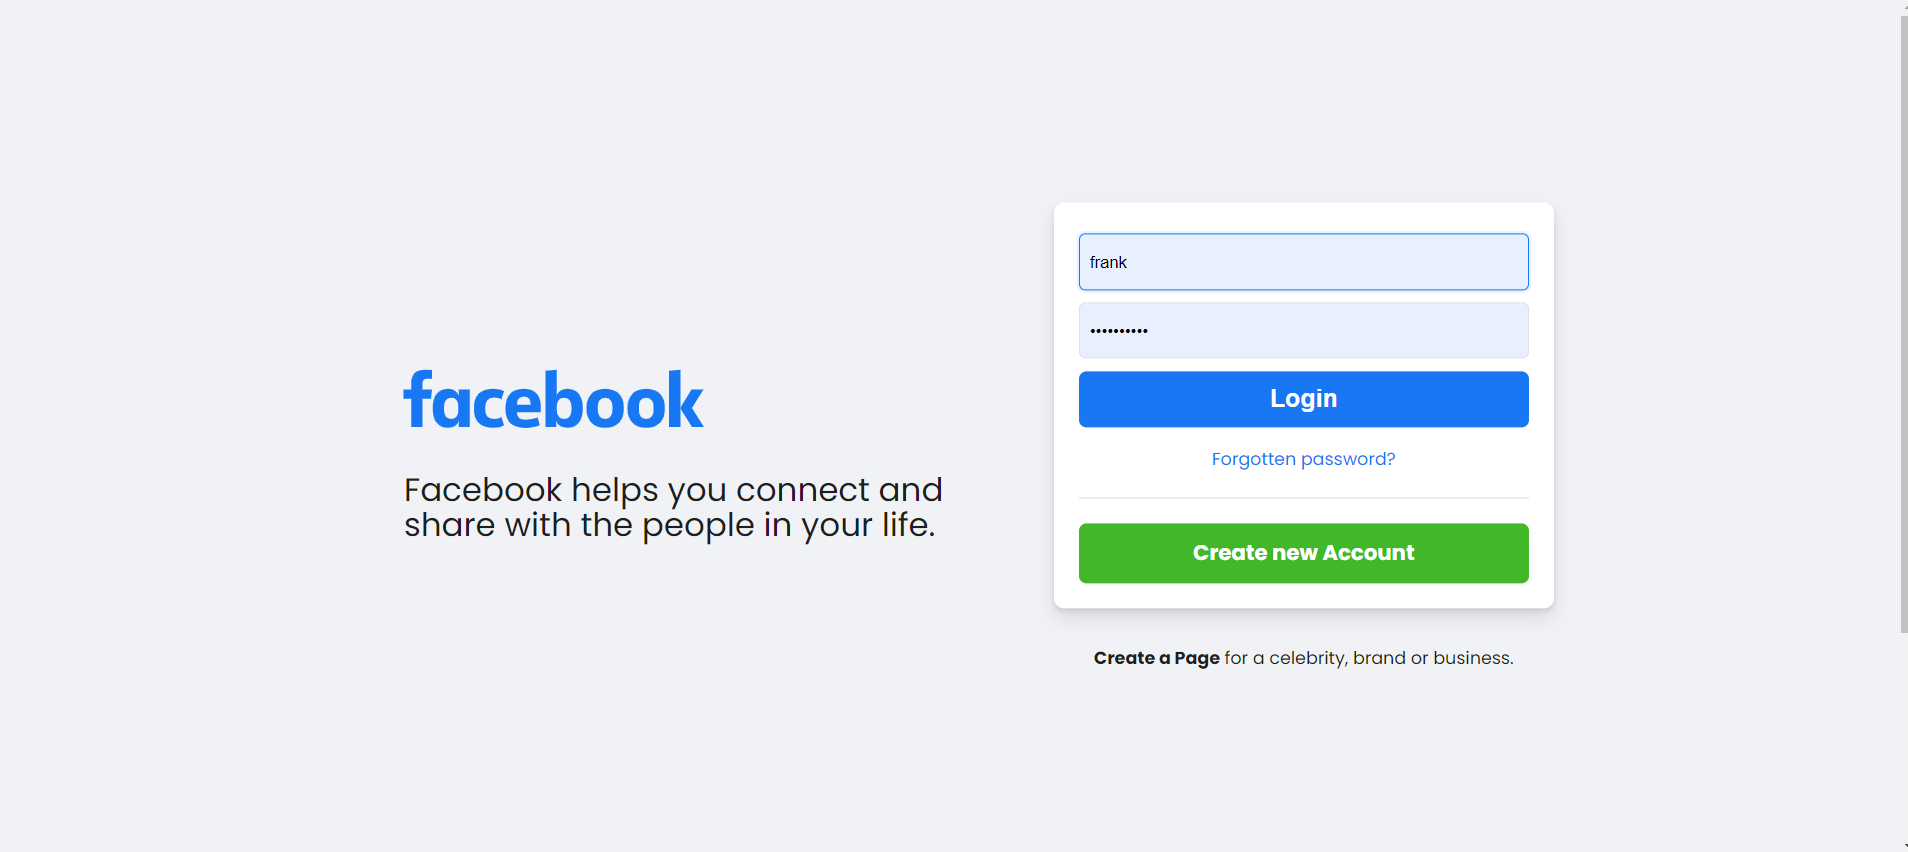 facebook
Facebook helps you connect and
share with the people in your life.
frank
••••••••••
Login
Forgotten password?
Create new Account
Create a Page for a celebrity, brand or business.